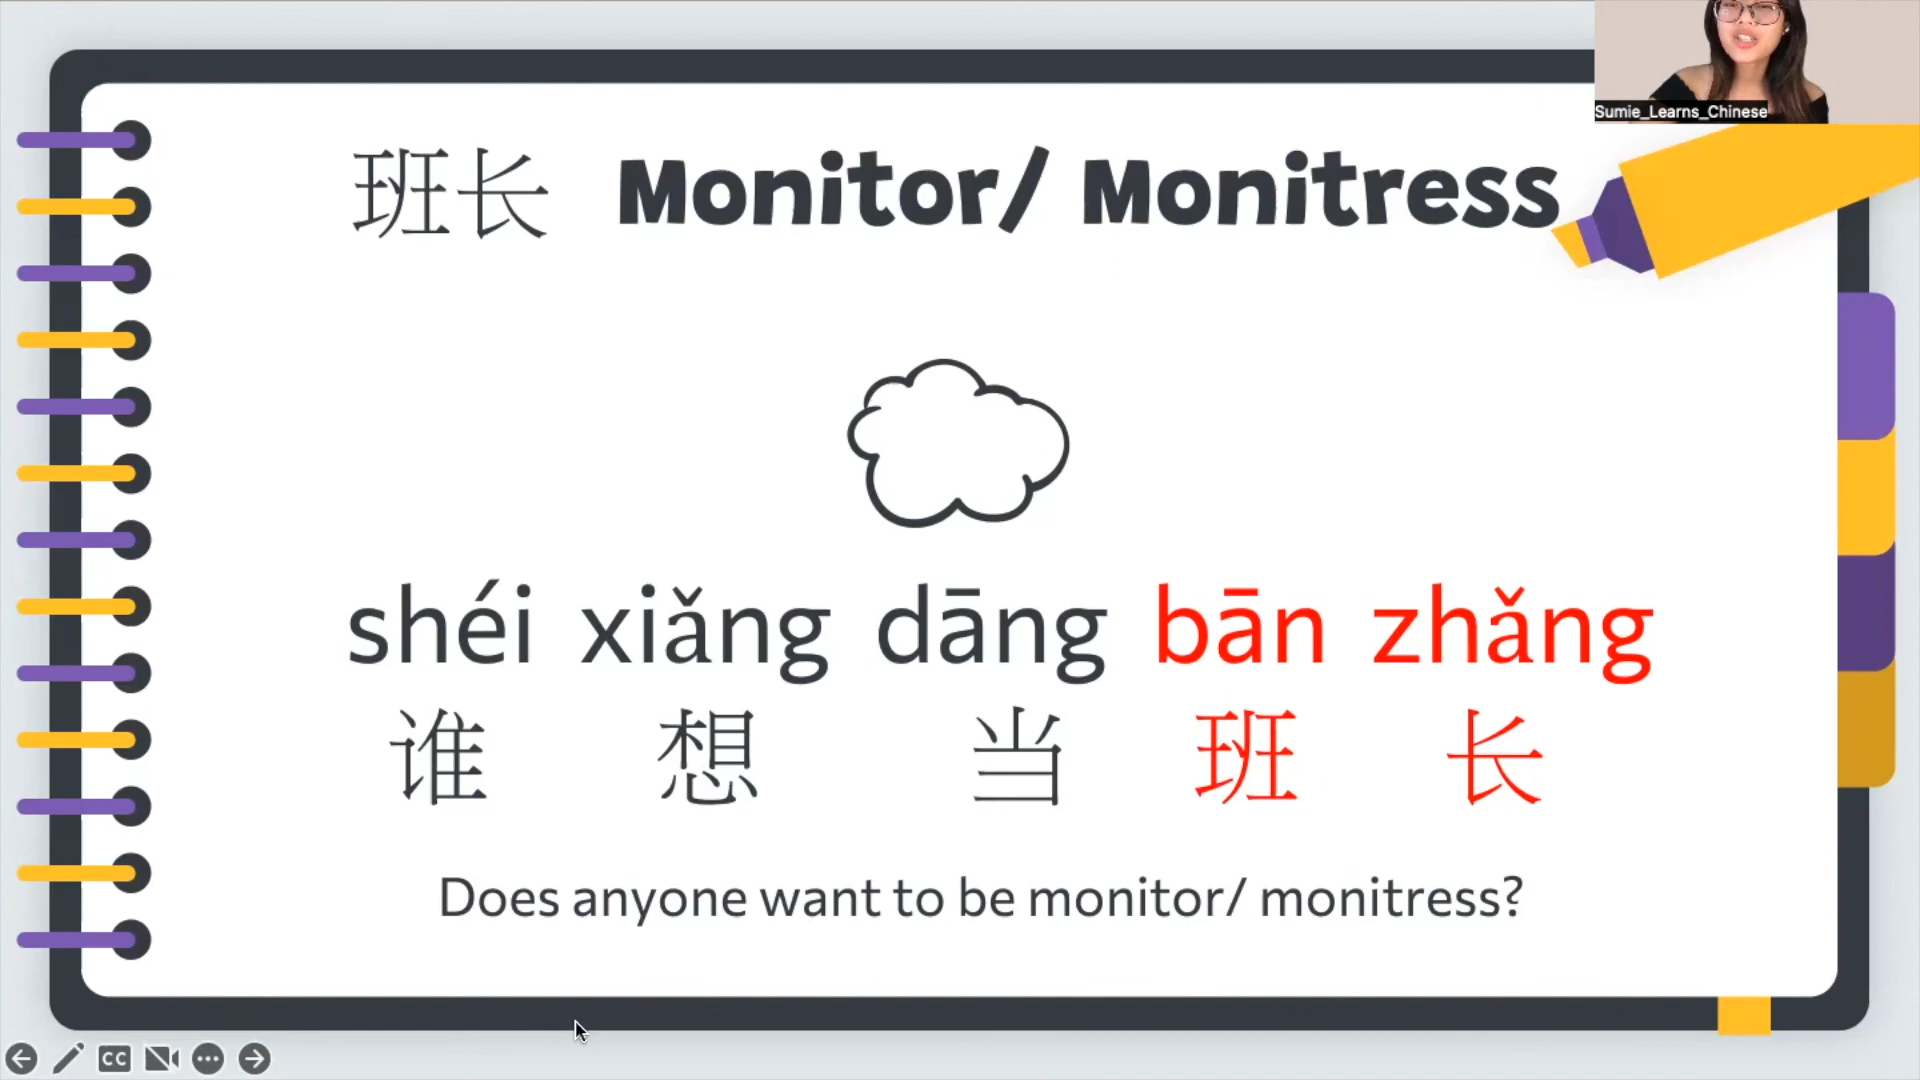 Sumie_Learns_Chinese
班长 Monitor/ Monitress
shéi xiǎng dāng bān zhǎng
谁 想 当 班 长
Does anyone want to be monitor/ monitress?
CC